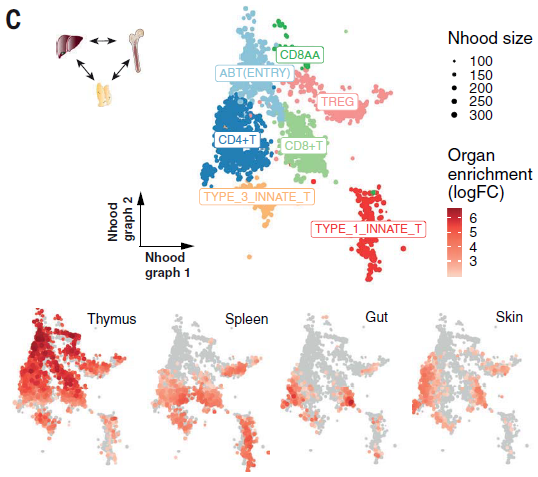 C
CD8AA
ABT(ENTRY)
TREG
CD4+T
CD8+T
TYPE_3_INNATE_T
TYPE_1_INNATE_T
Nhood
graph 2
Nhood
graph 1
Nhood size
100
150
200
250
300
Organ
enrichment
(logFC)
6
5
4
3
Thymus
Spleen
Gut
Skin